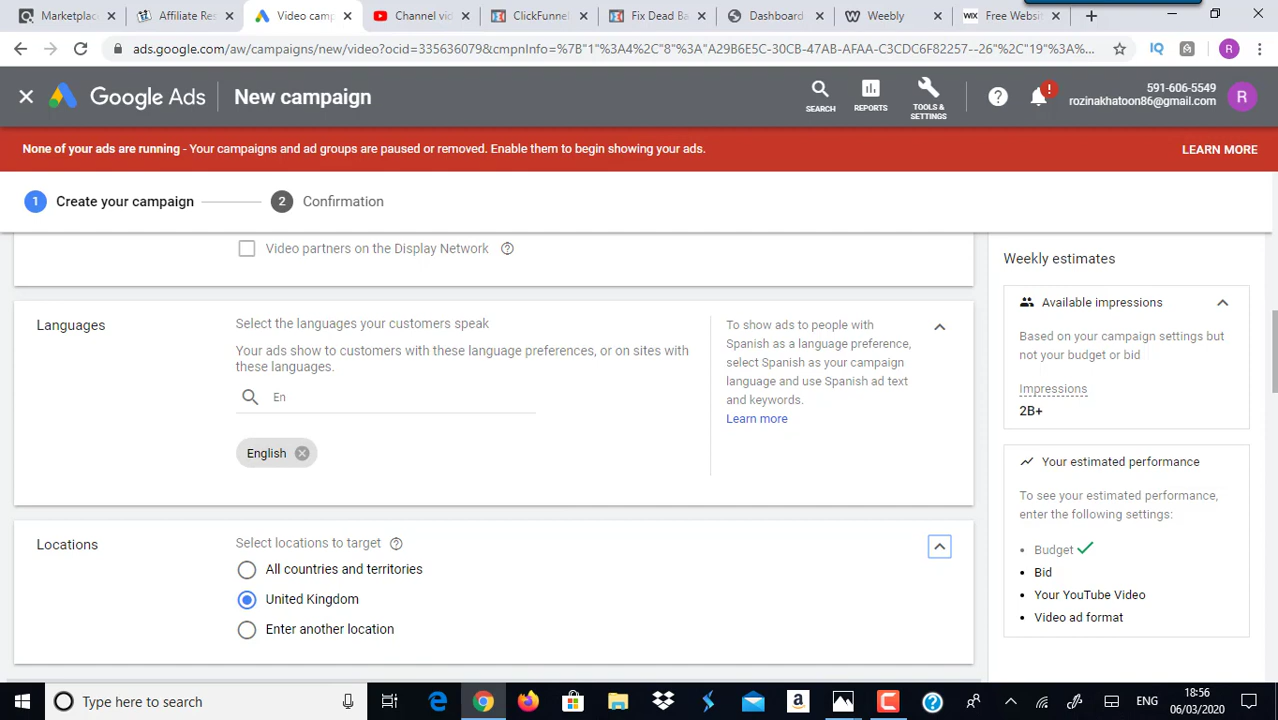 Marketplac
Affiliate Res
Video camp
Channel vid
ClickFunnel
Fix Dead Ba
Dashboard
Weebly
WIX Free Websit
ads.google.com/aw/campaigns/new/video?ocid=335636079&cmpnInfo=%7B"1"%3A4%2C"8"%3A"A29B6E5C-30CB-47AB-AFAA-C3CDC6F82257--26"%2C"19"%3A%...
IQ
R
Google Ads
New campaign
SEARCH
REPORTS
TOOLS &
SETTINGS
591-606-5549
rozinakhatoon86@gmail.com
R
None of your ads are running - Your campaigns and ad groups are paused or removed. Enable them to begin showing your ads.
LEARN MORE
1 Create your campaign
2 Confirmation
Video partners on the Display Network
Languages
Select the languages your customers speak
Your ads show to customers with these language preferences, or on sites with
these languages.
En
English
To show ads to people with
Spanish as a language preference,
select Spanish as your campaign
language and use Spanish ad text
and keywords.
Learn more
Locations
Select locations to target
All countries and territories
United Kingdom
Enter another location
Weekly estimates
Available impressions
Based on your campaign settings but
not your budget or bid
Impressions
2B+
Your estimated performance
To see your estimated performance,
enter the following settings:
Budget
Bid
Your YouTube Video
Video ad format
Type here to search
ENG
18:56
06/03/2020